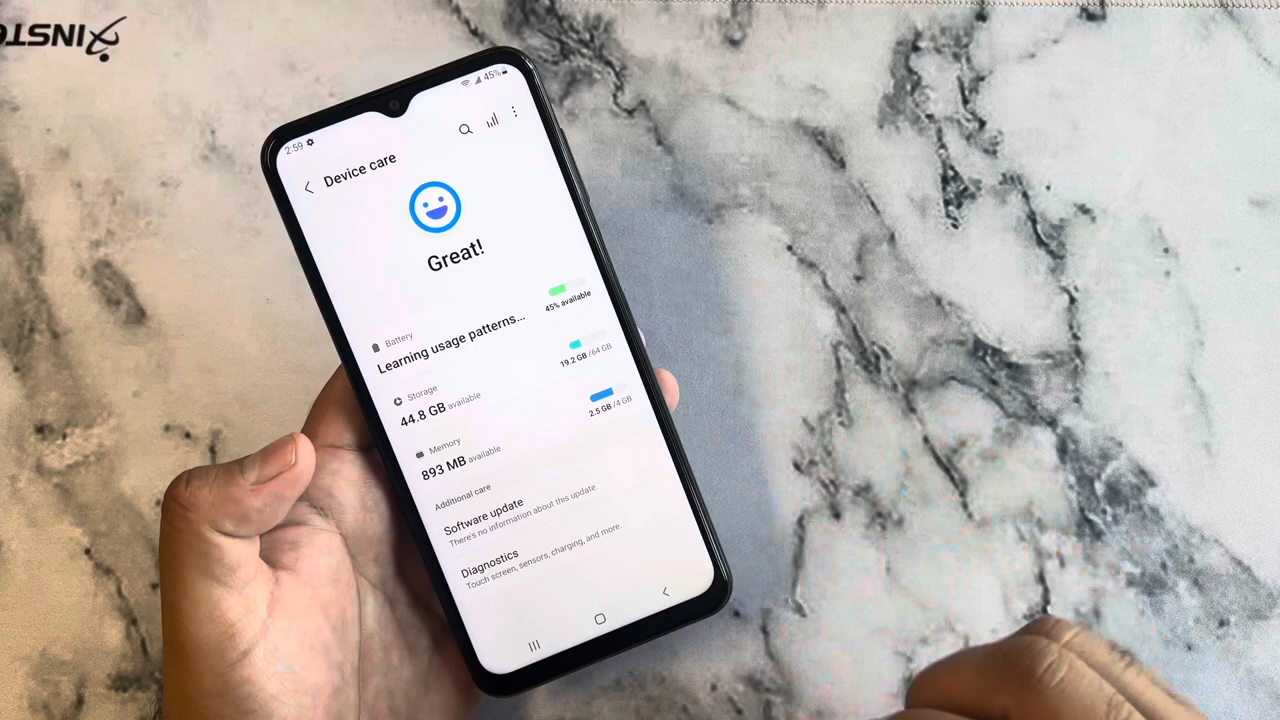 2:59
45%
Device care
Great!
Battery
Learning usage patterns...
45% available
Storage
44.8 GB available
19.2 GB /64 GB
Memory
893 MB available
2.5 GB /4 GB
Additional care
Software update
There's no information about this update
Diagnostics
Touch screen, sensors, charging, and more